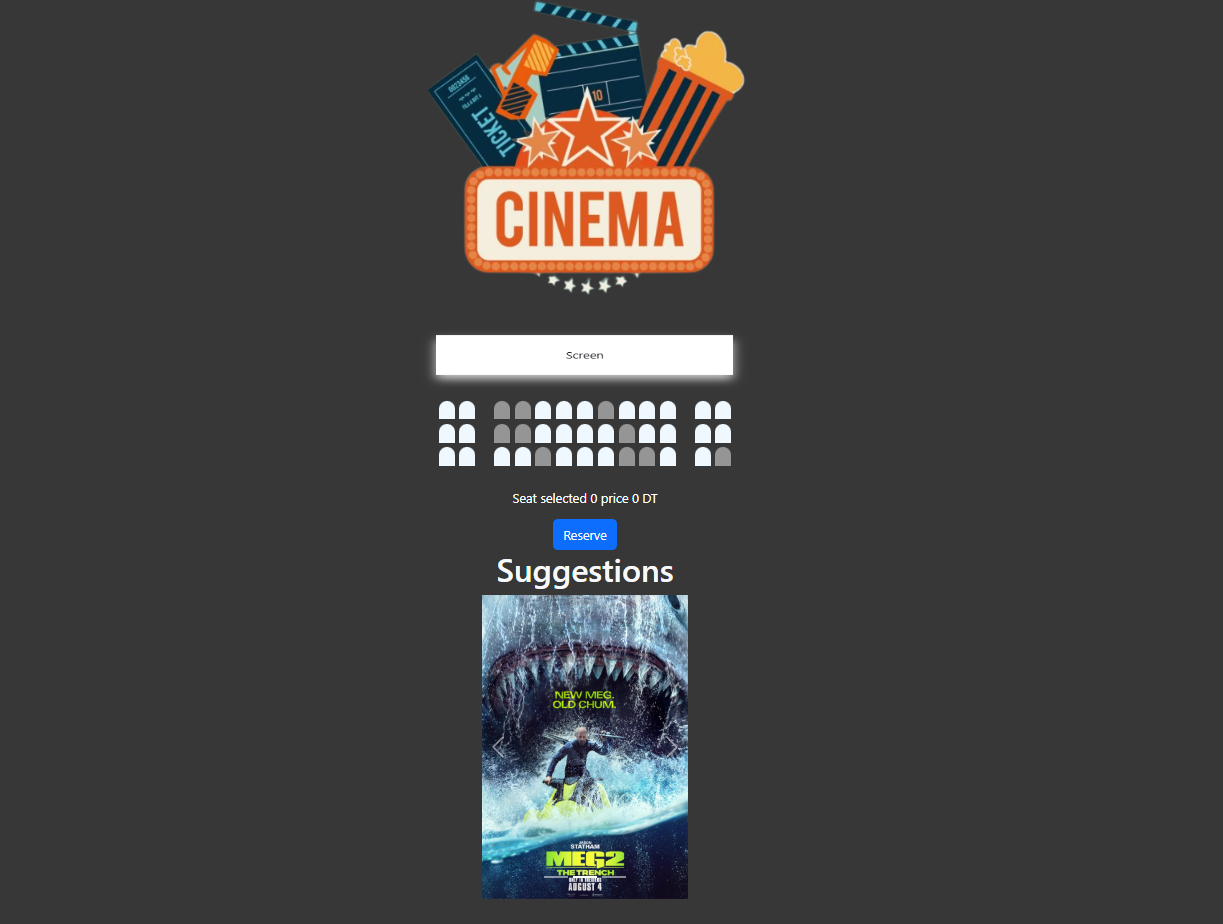 0023456
TICKET
10
CINEMA
Screen
Seat selected 0 price 0 DT
Reserve
Suggestions
NEW MEG.
OLD CHUM.
JASON
STATHAM
MEG2
THE TRENCH
ONLY IN THEATERS
AUGUST 4